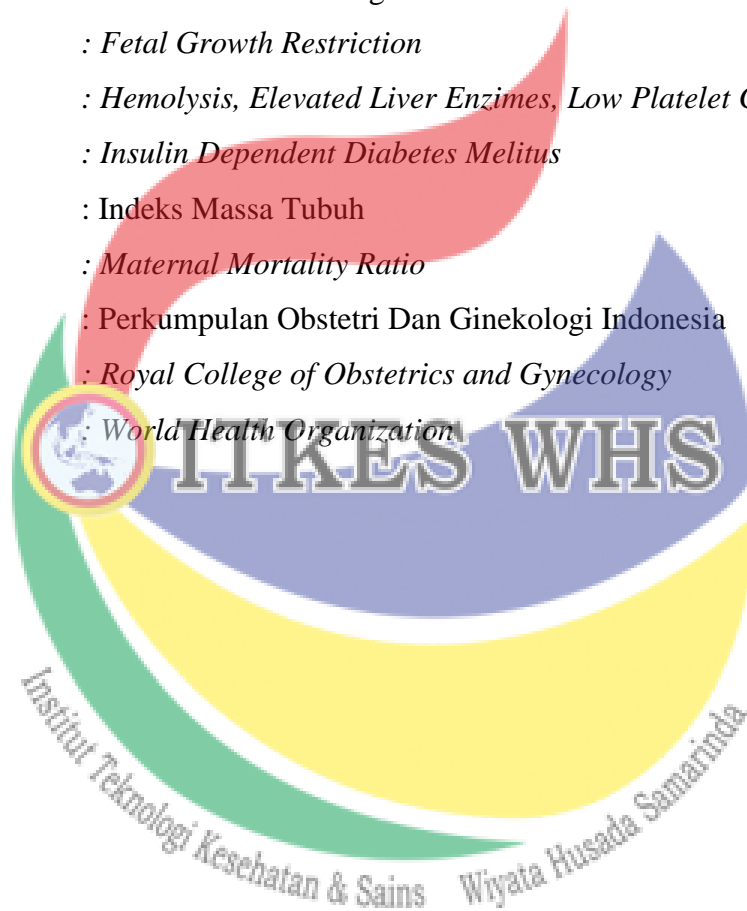 : Fetal Growth Restriction
: Hemolysis, Elevated Liver Enzimes, Low Platelet
: Insulin Dependent Diabetes Melitus
: Indeks Massa Tubuh
: Maternal Mortality Ratio
: Perkumpulan Obstetri Dan Ginekologi Indonesia
: Royal College of Obstetrics and Gynecology
: World Health Organization
ITKES WHS
Institut Teknologi Kesehatan & Sains Wiyata Husada Samarinda